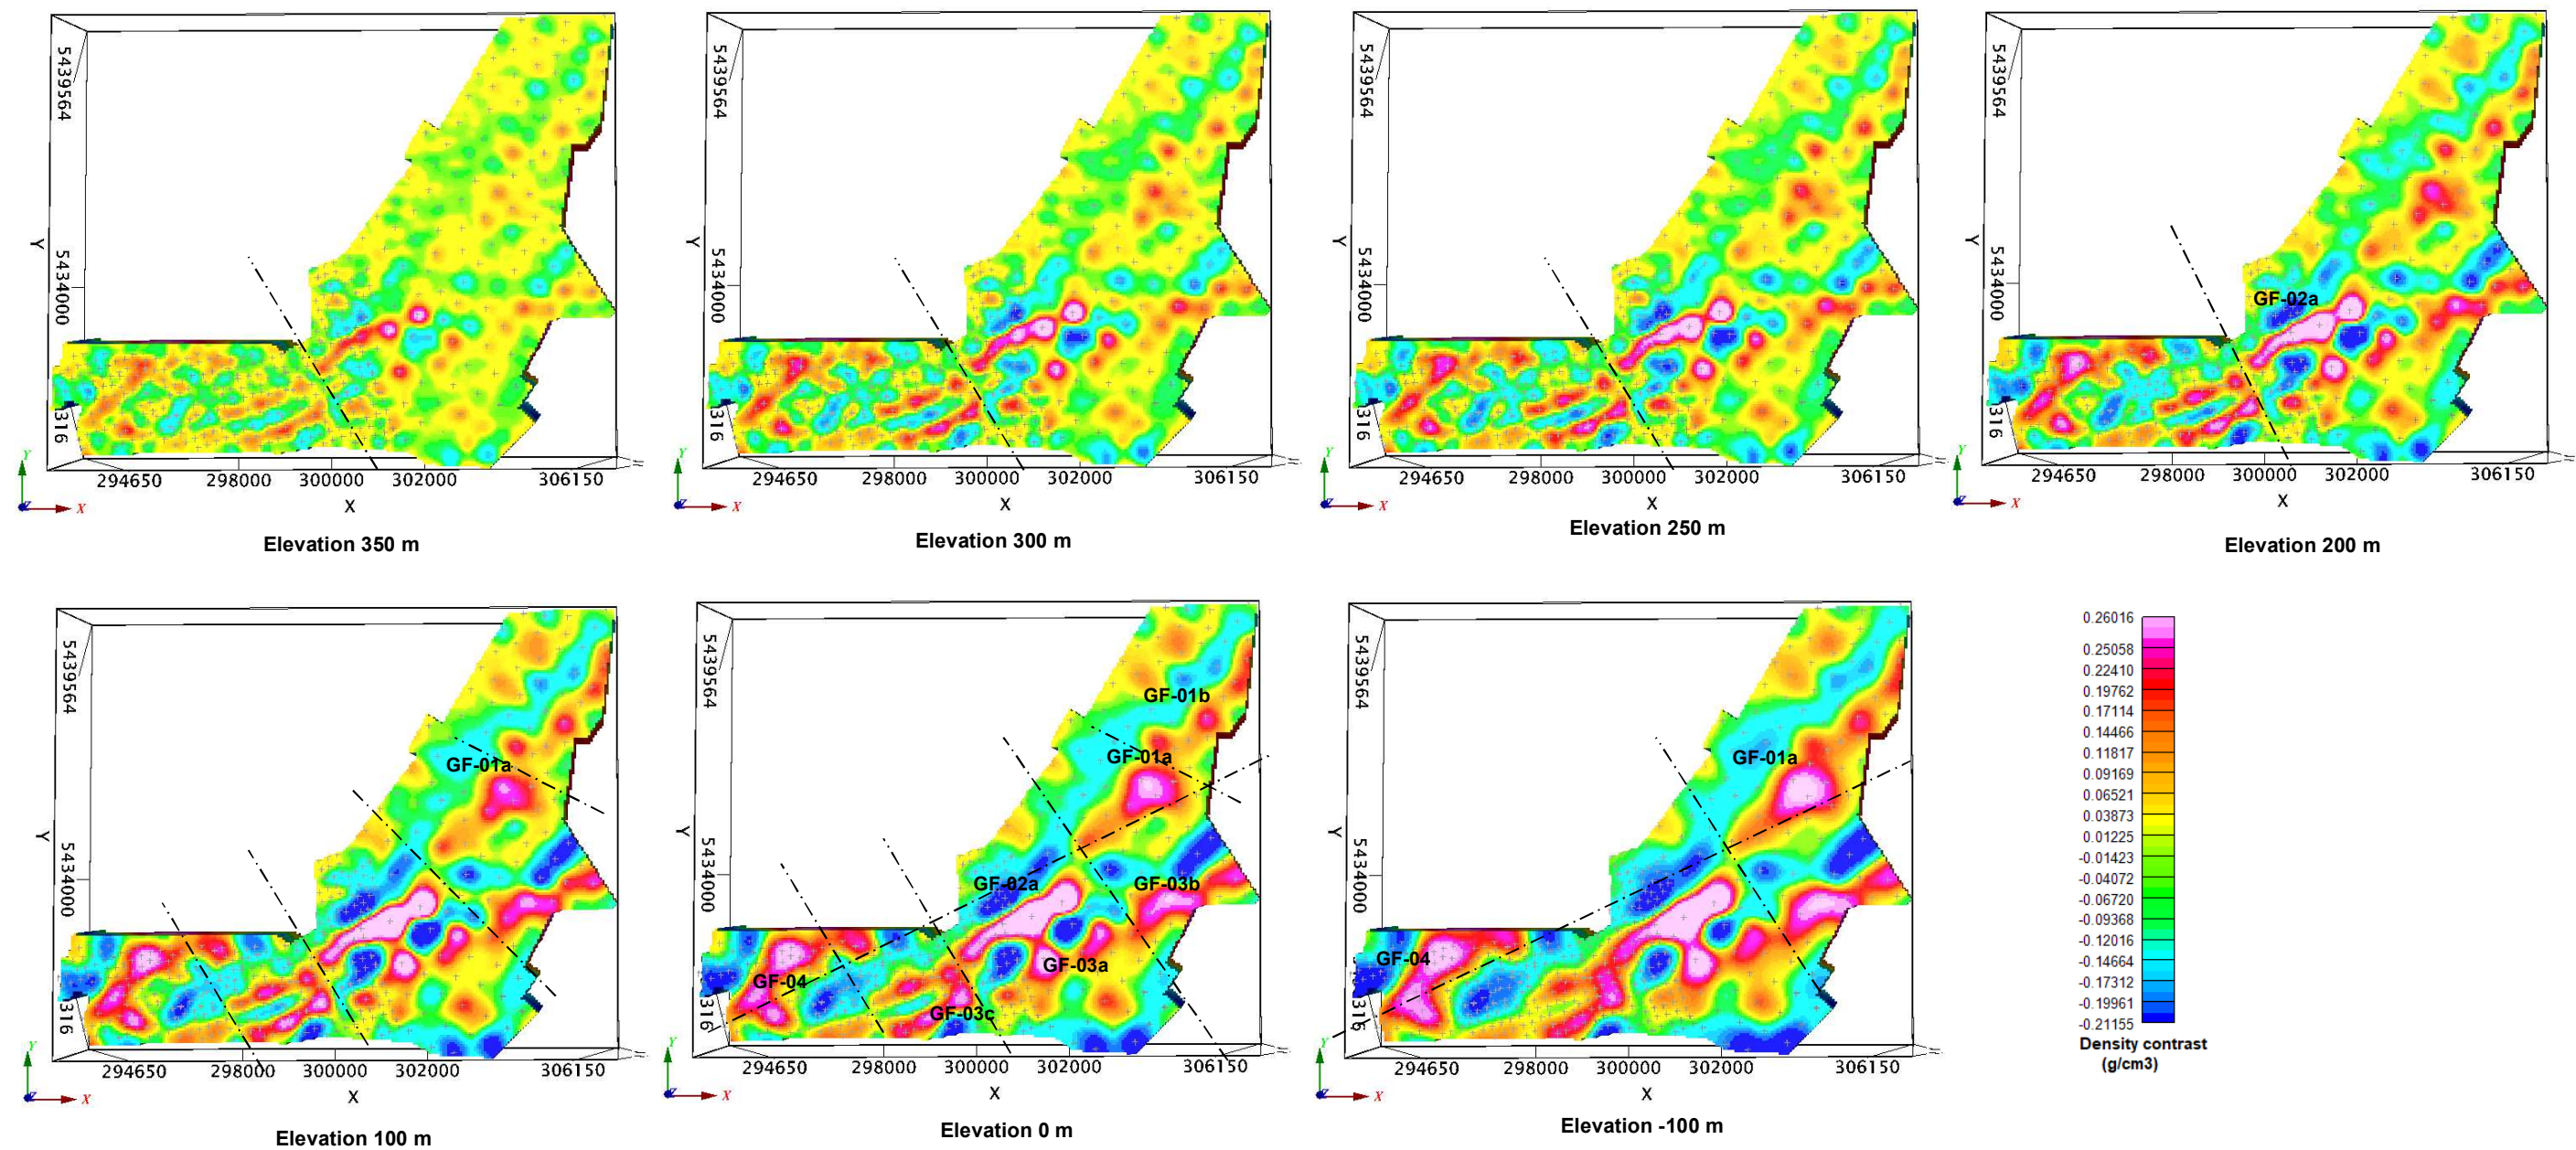 5439564
Y
5434000
316
294650 298000 300000 302000 306150
X
Y
Z X
Elevation 350 m
5439564
Y
5434000
316
294650 298000 300000 302000 306150
X
Y
Z X
Elevation 300 m
5439564
Y
5434000
316
294650 298000 300000 302000 306150
X
Y
Z X
Elevation 250 m
5439564
Y
GF-02a
5434000
316
294650 298000 300000 302000 306150
X
Y
Z X
Elevation 200 m
5439564
GF-01a
Y
5434000
316
294650 298000 300000 302000 306150
X
Y
Z X
Elevation 100 m
5439564
GF-01b
GF-01a
Y
5434000
GF-02a GF-03b
GF-03a
GF-04
316
GF-03c
294650 298000 300000 302000 306150
X
Y
Z X
Elevation 0 m
5439564
GF-01a
Y
5434000
GF-04
316
294650 298000 300000 302000 306150
X
Y
Z X
Elevation -100 m
0.26016
0.25058
0.22410
0.19762
0.17114
0.14466
0.11817
0.09169
0.06521
0.03873
0.01225
-0.01423
-0.04072
-0.06720
-0.09368
-0.12016
-0.14664
-0.17312
-0.19961
-0.21155
Density contrast
(g/cm3)